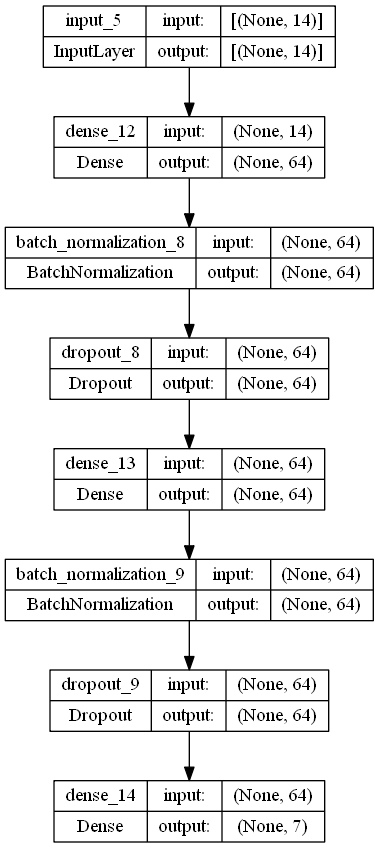 input_5 input: [(None, 14)]
InputLayer output: [(None, 14)]
dense_12 input: (None, 14)
Dense output: (None, 64)
batch_normalization_8 input: (None, 64)
BatchNormalization output: (None, 64)
dropout_8 input: (None, 64)
Dropout output: (None, 64)
dense_13 input: (None, 64)
Dense output: (None, 64)
batch_normalization_9 input: (None, 64)
BatchNormalization output: (None, 64)
dropout_9 input: (None, 64)
Dropout output: (None, 64)
dense_14 input: (None, 64)
Dense output: (None, 7)